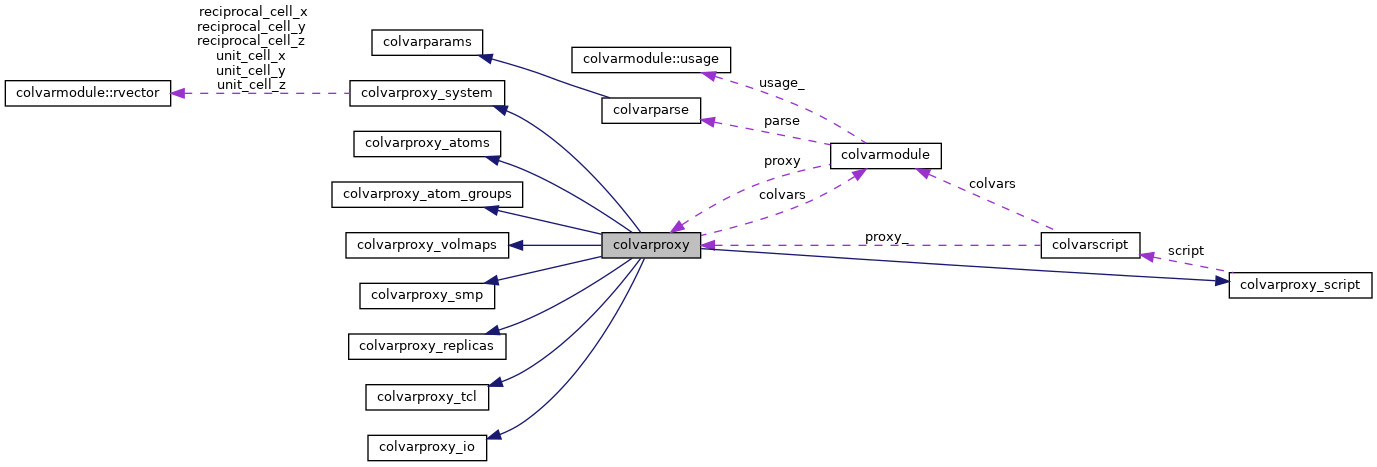 reciprocal_cell_x
reciprocal_cell_y
reciprocal_cell_z
unit_cell_x
unit_cell_y
unit_cell_z
colvarparams
colvarmodule::usage
colvarmodule::rvector
colvarproxy_system
usage_
colvarparse
parse
colvarproxy_atoms
colvarmodule
proxy
colvarproxy_atom_groups
colvars
colvars
colvarproxy_volmaps
colvarproxy
proxy_
colvarscript
script
colvarproxy_script
colvarproxy_smp
colvarproxy_replicas
colvarproxy_tcl
colvarproxy_io